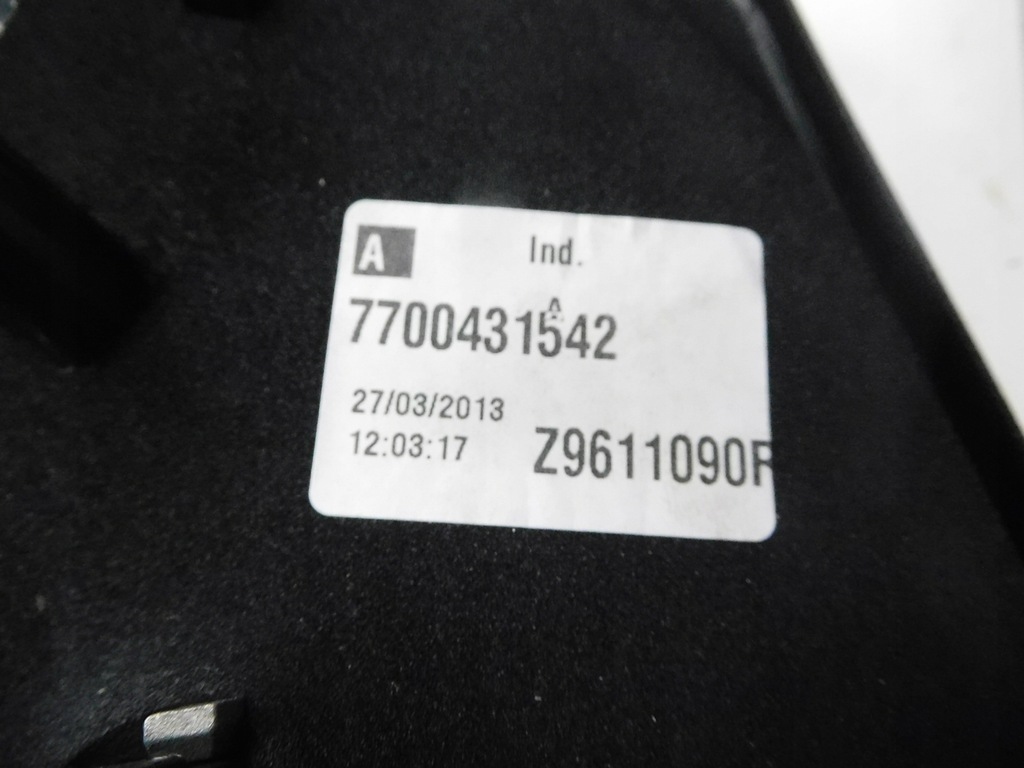 A Ind.
A
7700431542
27/03/2013
12:03:17 Z9611090R